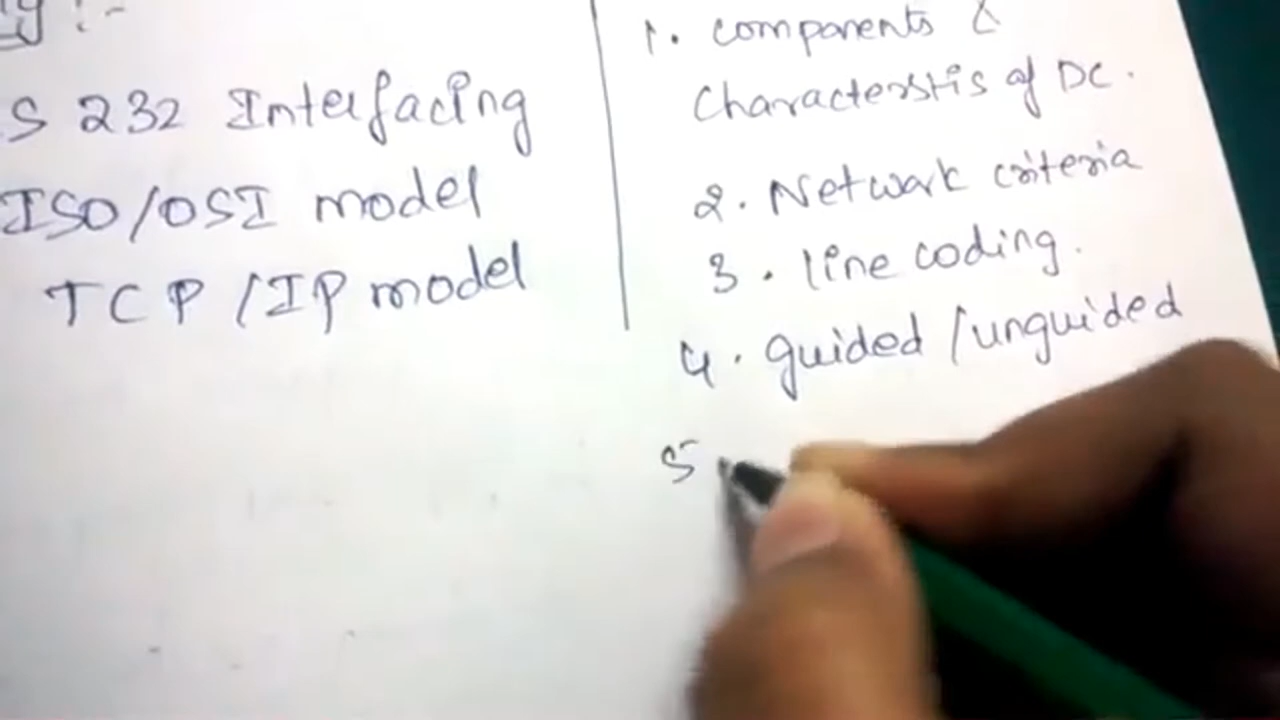 y :-
S 232 Interfacing
ISO/OSI model
TCP/IP model
1. components &
Characterstis of DC.
2. Network criteria
3. line coding.
4. guided/unguided
5